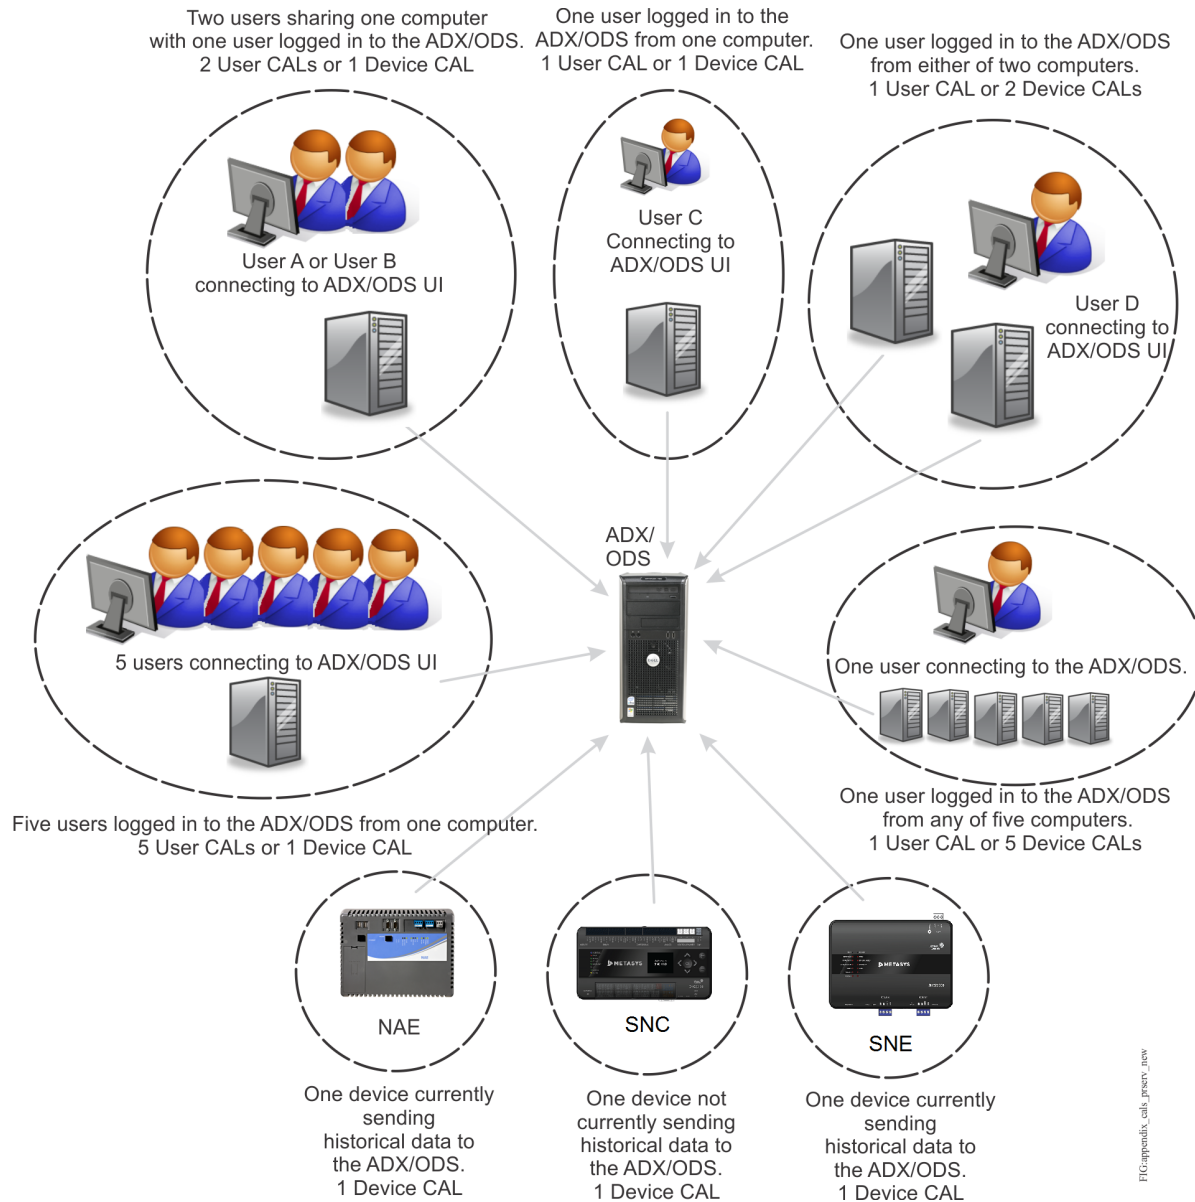 Two users sharing one computer
with one user logged in to the ADX/ODS.
2 User CALs or 1 Device CAL
One user logged in to the
ADX/ODS from one computer.
1 User CAL or 1 Device CAL
One user logged in to the ADX/ODS
from either of two computers.
1 User CAL or 2 Device CALs
User A or User B
connecting to ADX/ODS UI
User C
Connecting to
ADX/ODS UI
User D
connecting to
ADX/ODS UI
ADX/
ODS
5 users connecting to ADX/ODS UI
One user connecting to the ADX/ODS.
Five users logged in to the ADX/ODS from one computer.
5 User CALs or 1 Device CAL
One user logged in to the ADX/ODS
from any of five computers.
1 User CAL or 5 Device CALs
NAE
METASYS
SNC
METASYS
SNE
One device currently
sending
historical data to
the ADX/ODS.
1 Device CAL
One device not
currently sending
historical data to
the ADX/ODS.
1 Device CAL
One device currently
sending
historical data to
the ADX/ODS.
1 Device CAL
FIG:appendix_cals_prserv_new